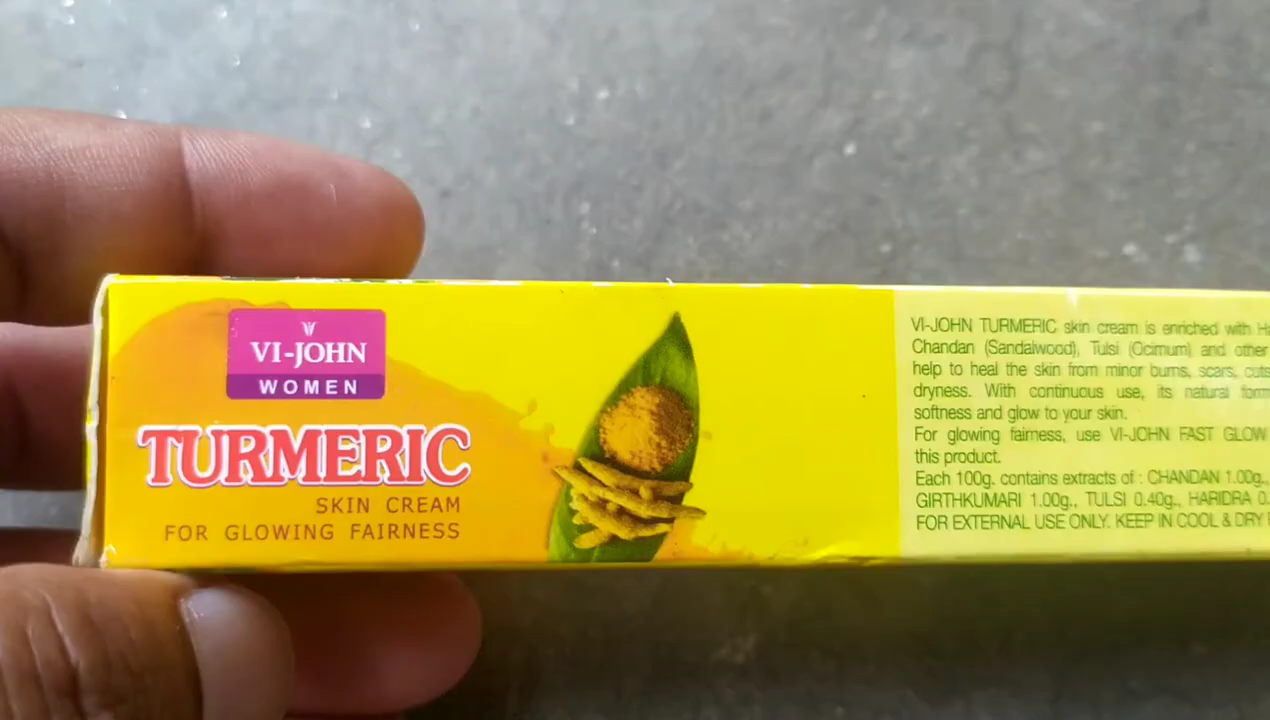 VI-JOHN
WOMEN
TURMERIC
SKIN CREAM
FOR GLOWING FAIRNESS
VI-JOHN TURMERIC skin cream is enriched with
Chandan (Sandalwood), Tulsi (Ocimum) and other
help to heal the skin from minor burns, scars, cuts
dryness. With continuous use, its natural
softness and glow to your skin.
For glowing fairness, use VI-JOHN FAST GLOW
this product.
Each 100g. contains extracts of : CHANDAN 1.00g.,
GIRTHKUMARI 1.00g., TULSI 0.40g., HARIDRA
FOR EXTERNAL USE ONLY. KEEP IN COOL & DRY